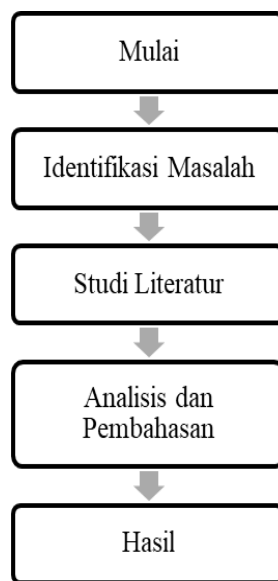 Mulai
Identifikasi Masalah
Studi Literatur
Analisis dan
Pembahasan
Hasil